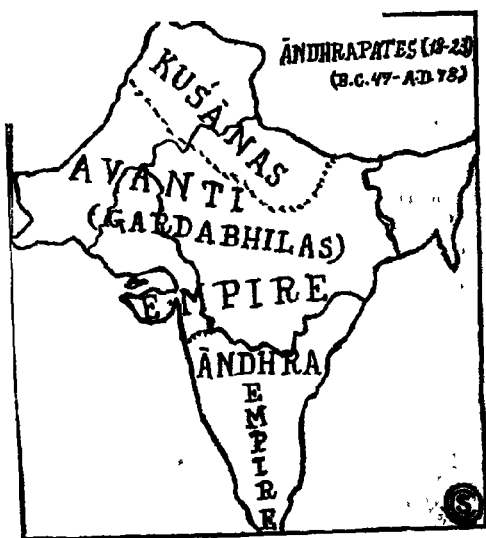 ĀNDHRAPATES (18-23)
(B.C. 47-A.D. 78)
KUŚĀNAS
AVANTI
(GARDABHILAS)
EMPIRE
ĀNDHRA
EMPIRE
S